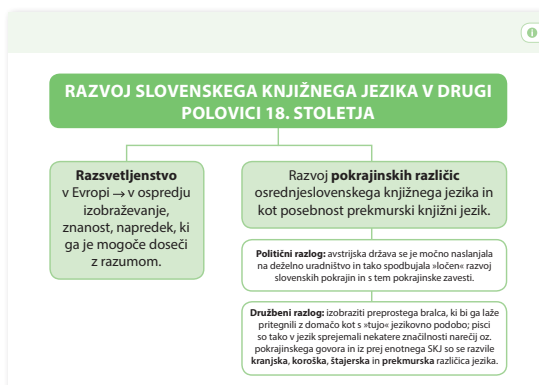 RAZVOJ SLOVENSKEGA KNJIŽNEGA JEZIKA V DRUGI
POLOVICI 18. STOLETJA
Razsvetljenstvo
v Evropi → v ospredju
izobraževanje,
znanost, napredek, ki
ga je mogoče doseči
z razumom.
Razvoj pokrajinskih različic
osrednjeslovenskega knjižnega jezika in
kot posebnost prekmurski knjižni jezik.
Politični razlog: avstrijska država se je močno naslanjala
na deželno uradništvo in tako spodbujala »ločen« razvoj
slovenskih pokrajin in s tem pokrajinske zavesti.
Družbeni razlog: izobraziti preprostega bralca, ki bi ga laže
pritegnili z domačo kot s »tujo« jezikovno podobo; pisci
so tako v jezik sprejemali nekatere značilnosti narečij oz.
pokrajinskega govora in iz prej enotnega SKJ so se razvile
kranjska, koroška, štajerska in prekmurska različica jezika.